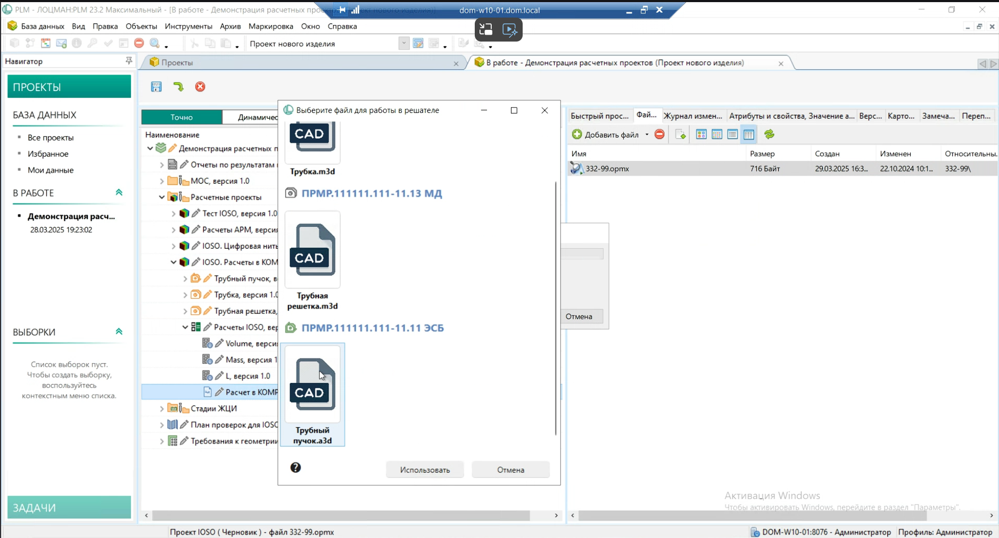 PLM - ЛОЦМАН:PLM 23.2 Максимальный - [В работе - Демонстрация расчетных
dom-w10-01.dom.local
База данных Вид Правка Объекты Инструменты Архив Маркировка Окно Справка
Проект нового изделия
Навигатор
Проекты
В работе - Демонстрация расчетных проектов (Проект нового изделия)
ПРОЕКТЫ
БАЗА ДАННЫХ
Все проекты
Избранное
Мои данные
В РАБОТЕ
Демонстрация расч...
28.03.2025 19:23:02
ВЫБОРКИ
Список выборок пуст.
Чтобы создать выборку,
воспользуйтесь
контекстным меню списка.
ЗАДАЧИ
Точно
Динамичес
Наименование
Демонстрация расчетных п
Отчеты по результатам
МОС, версия 1.0
Расчетные проекты
Тест IOSO, версия 1.0
Расчеты АРМ, версия
IOSO. Цифровая нить
IOSO. Расчеты в КОМ
Трубный пучок, в
Трубка, версия 1.0
Трубная решетка,
Расчеты IOSO, вер
Volume, верси
Mass, версия 1
L, версия 1.0
Расчет в КОМР
Стадии ЖЦИ
План проверок для IOSO
Требования к геометрии
Выберите файл для работы в решателе
CAD
Трубка.m3d
ПРМР.111111.111-11.13 МД
CAD
Трубная
решетка.m3d
ПРМР.111111.111-11.11 ЭСБ
CAD
Трубный
пучок.a3d
?
Использовать
Отмена
Отмена
Быстрый прос... Фай... Журнал измен... Атрибуты и свойства, Значение а... Верс... Карто... Замеча... Переп...
Добавить файл
Имя Размер Создан Изменен Относительны...
332-99.opmx 716 Байт 29.03.2025 16:3... 22.10.2024 10:1... 332-99\
Активация Windows
Чтобы активировать Windows, перейдите в раздел "Параметры".
Проект IOSO ( Черновик ) - файл 332-99.opmx
DOM-W10-01:8076 - Администратор
Профиль: Администратор